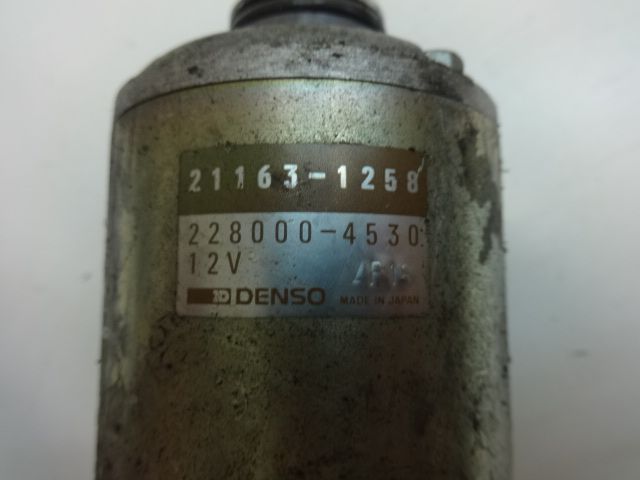 21163-1258
228000-4530
12V
DENSO MADE IN JAPAN